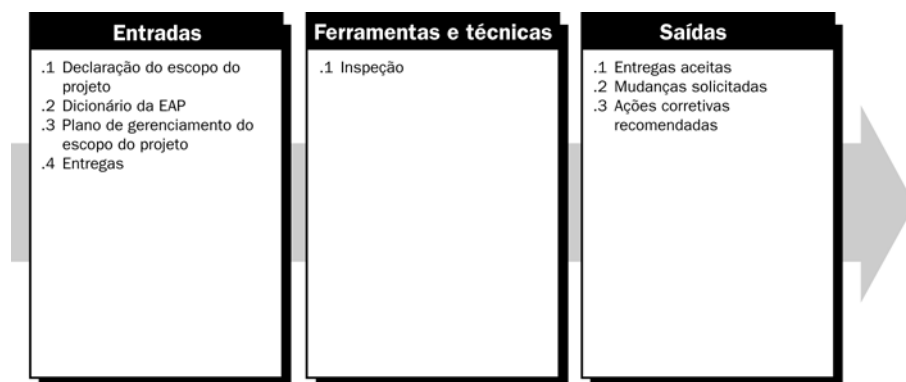 Entradas
.1 Declaração do escopo do
projeto
.2 Dicionário da EAP
.3 Plano de gerenciamento do
escopo do projeto
.4 Entregas
Ferramentas e técnicas
.1 Inspeção
Saídas
.1 Entregas aceitas
.2 Mudanças solicitadas
.3 Ações corretivas
recomendadas